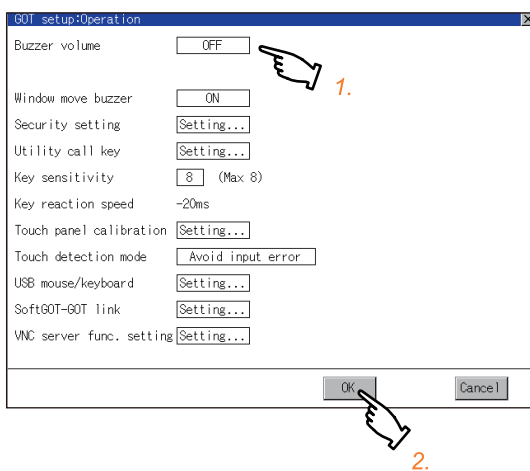 GOT setup:Operation
Buzzer volume OFF
1.
Window move buzzer ON
Security setting Setting...
Utility call key Setting...
Key sensitivity 8 (Max 8)
Key reaction speed -20ms
Touch panel calibration Setting...
Touch detection mode Avoid input error
USB mouse/keyboard Setting...
SoftGOT-GOT link Setting...
VNC server func. setting Setting...
OK Cancel
2.